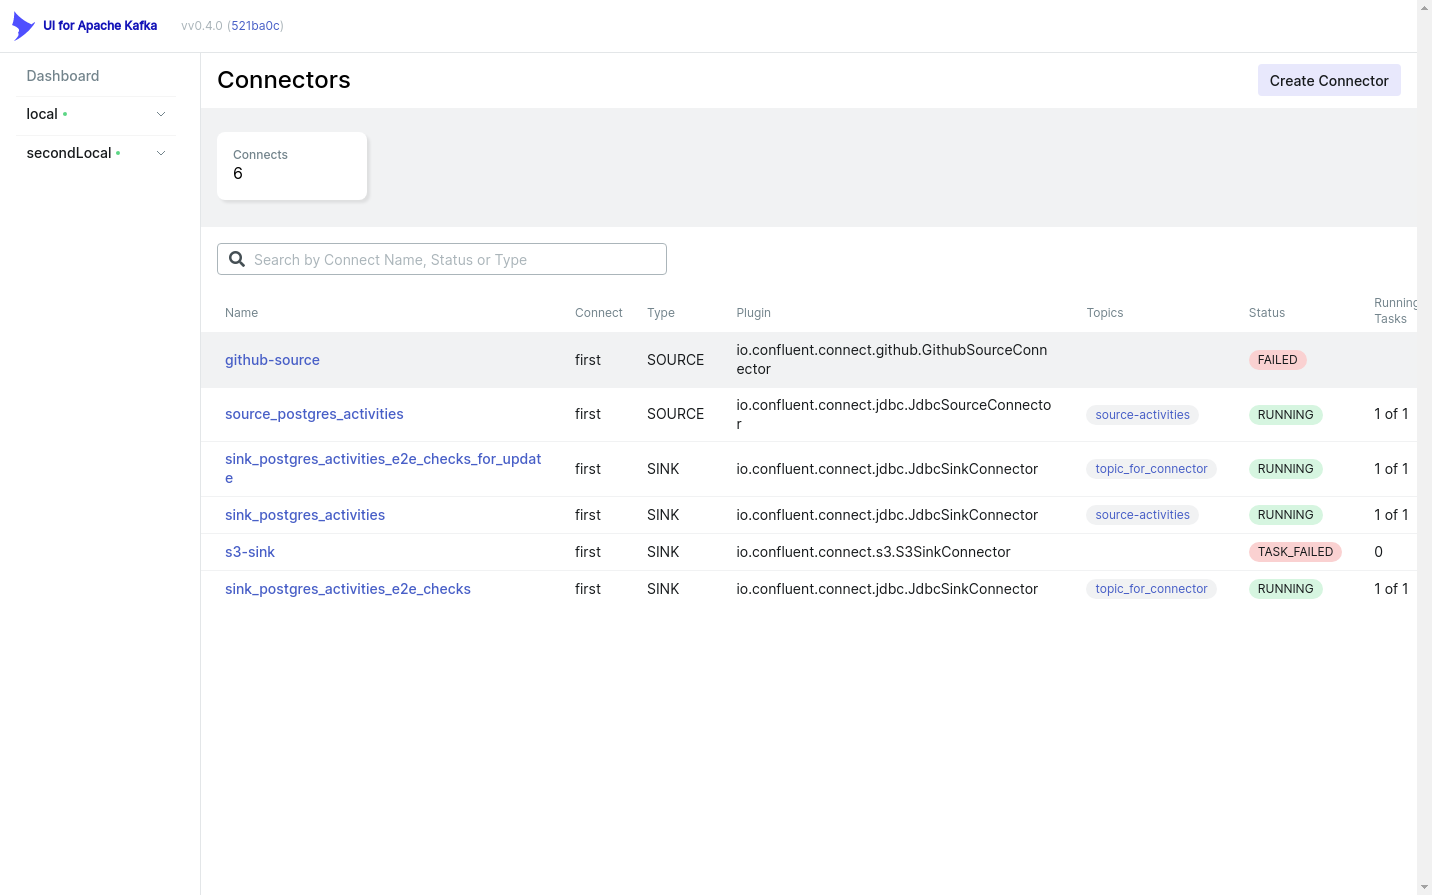 UI for Apache Kafka vv0.4.0 (521ba0c)
Dashboard
local
secondLocal
Connectors
Create Connector
Connects
6
Search by Connect Name, Status or Type
Name Connect Type Plugin Topics Status Running
Tasks
github-source first SOURCE io.confluent.connect.github.GithubSourceConn
ector FAILED
source_postgres_activities first SOURCE io.confluent.connect.jdbc.JdbcSourceConnecto
r source-activities RUNNING 1 of 1
sink_postgres_activities_e2e_checks_for_updat
e first SINK io.confluent.connect.jdbc.JdbcSinkConnector topic_for_connector RUNNING 1 of 1
sink_postgres_activities first SINK io.confluent.connect.jdbc.JdbcSinkConnector source-activities RUNNING 1 of 1
s3-sink first SINK io.confluent.connect.s3.S3SinkConnector TASK_FAILED 0
sink_postgres_activities_e2e_checks first SINK io.confluent.connect.jdbc.JdbcSinkConnector topic_for_connector RUNNING 1 of 1